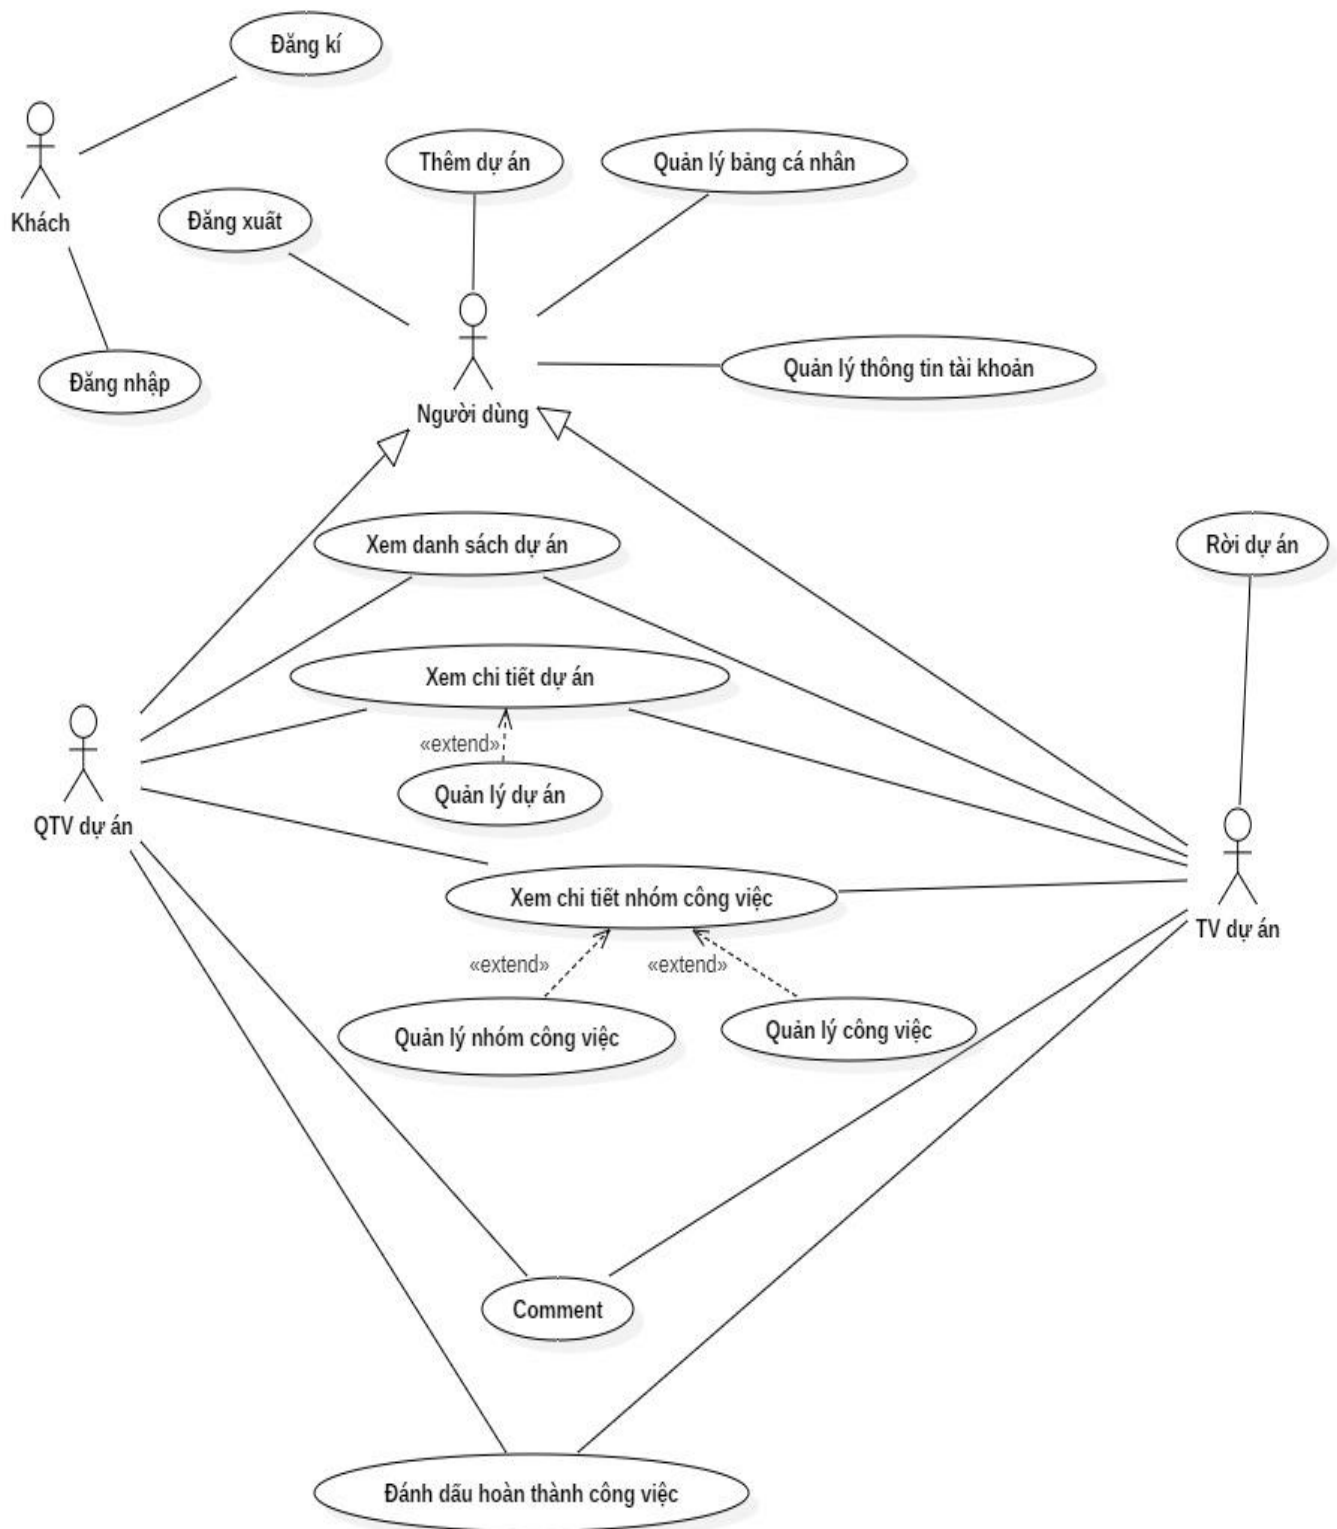 Đăng kí
Thêm dự án
Quản lý bảng cá nhân
Khách
Đăng xuất
Đăng nhập
Quản lý thông tin tài khoản
Người dùng
Xem danh sách dự án
Rời dự án
Xem chi tiết dự án
«extend»
Quản lý dự án
QTV dự án
Xem chi tiết nhóm công việc
TV dự án
«extend»
«extend»
Quản lý nhóm công việc
Quản lý công việc
Comment
Đánh dấu hoàn thành công việc